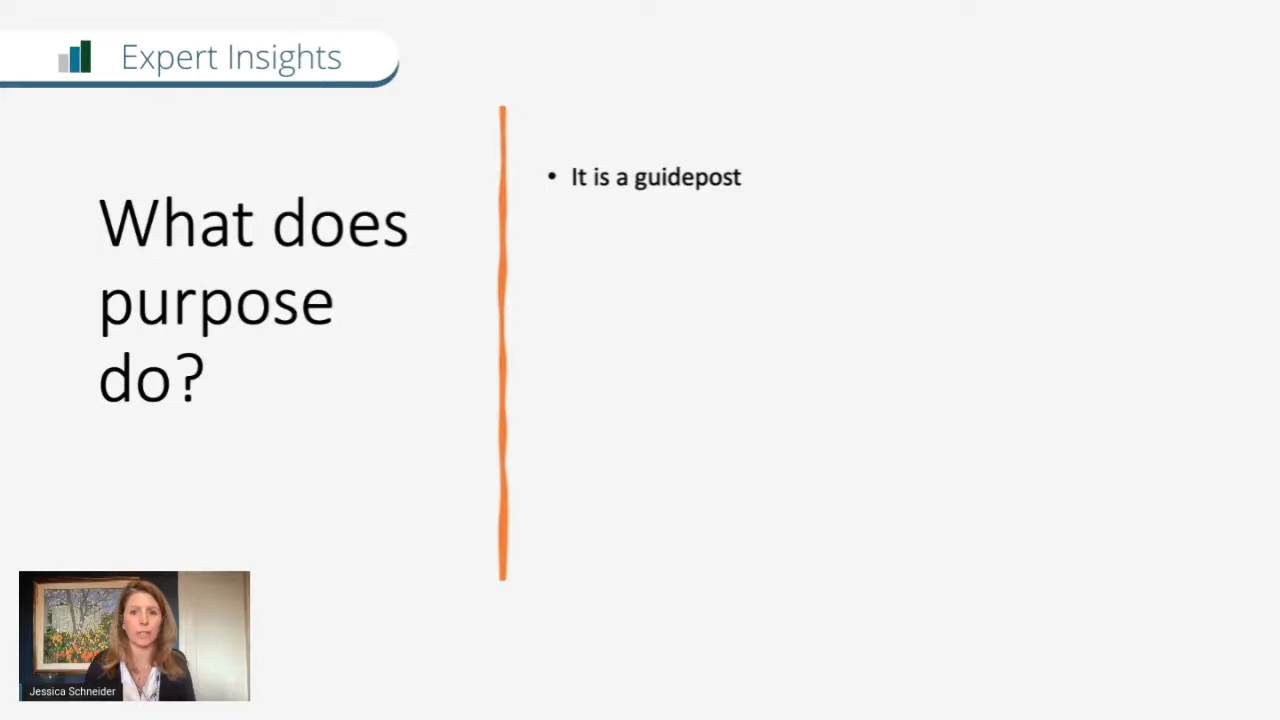 Expert Insights
What does
purpose
do?
• It is a guidepost
Jessica Schneider